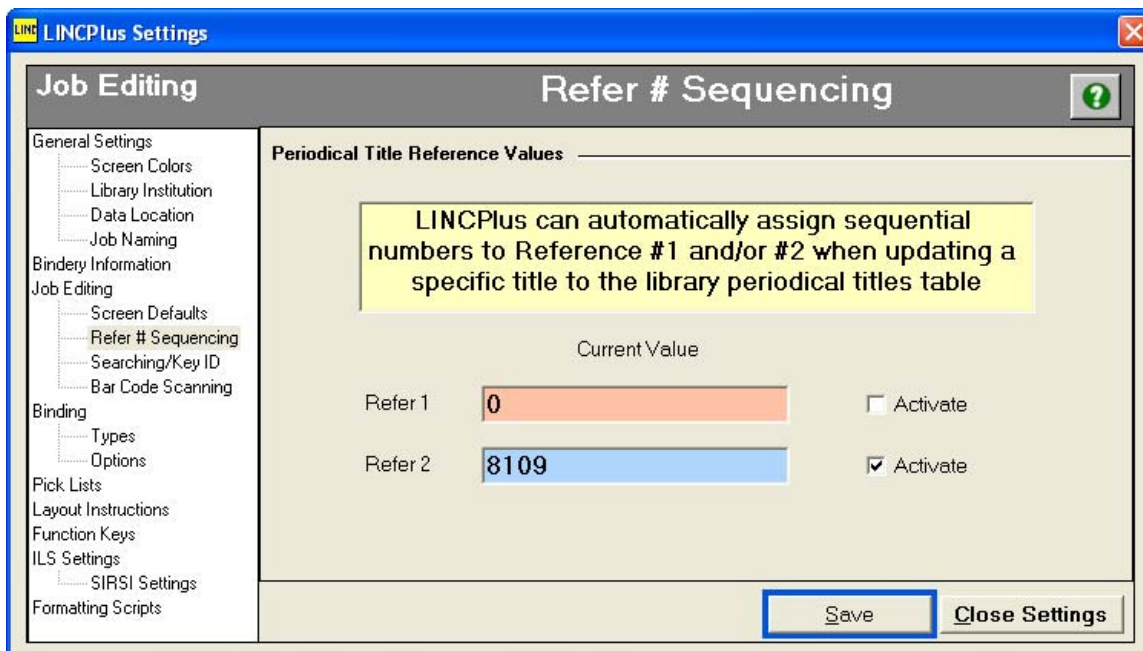 LINC LINCPlus Settings
Job Editing
Refer # Sequencing
General Settings
Screen Colors
Library Institution
Data Location
Job Naming
Bindery Information
Job Editing
Screen Defaults
Refer # Sequencing
Searching/Key ID
Bar Code Scanning
Binding
Types
Options
Pick Lists
Layout Instructions
Function Keys
ILS Settings
SIRSI Settings
Formatting Scripts
Periodical Title Reference Values
LINCPlus can automatically assign sequential
numbers to Reference #1 and/or #2 when updating a
specific title to the library periodical titles table
Current Value
Refer 1 0 Activate
Refer 2 8109 Activate
Save Close Settings